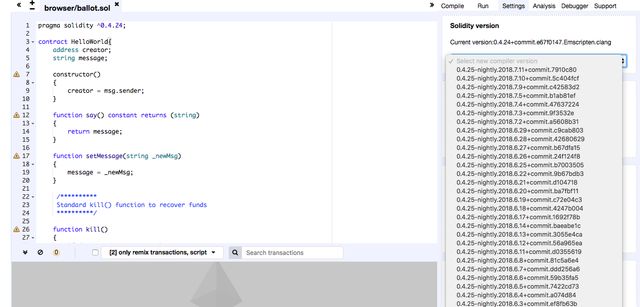 browser/ballot.sol
Compile Run Settings Analysis Debugger Support
1 pragma solidity ^0.4.24;
2
3 contract HelloWorld{
4 address creator;
5 string message;
6
7 constructor()
8 {
9 creator = msg.sender;
10 }
11
12 function say() constant returns (string)
13 {
14 return message;
15 }
16
17 function setMessage(string _newMsg)
18 {
19 message = _newMsg;
20 }
21
22 /**********
23 Standard kill() function to recover funds
24 **********/
25
26 function kill()
27 {
0
[2] only remix transactions, script
Search transactions
Solidity version
Current version:0.4.24+commit.e67f0147.Emscripten.clang
Select new compiler version
0.4.25-nightly.2018.7.11+commit.7910c80
0.4.25-nightly.2018.7.10+commit.5c404fcf
0.4.25-nightly.2018.7.9+commit.c42583d2
0.4.25-nightly.2018.7.5+commit.b1ab81ef
0.4.25-nightly.2018.7.4+commit.47637224
0.4.25-nightly.2018.7.3+commit.9f3532e
0.4.25-nightly.2018.7.2+commit.a5608b31
0.4.25-nightly.2018.6.29+commit.c9cab803
0.4.25-nightly.2018.6.28+commit.42680629
0.4.25-nightly.2018.6.27+commit.b67dfa15
0.4.25-nightly.2018.6.26+commit.24f124f8
0.4.25-nightly.2018.6.25+commit.b7003505
0.4.25-nightly.2018.6.22+commit.9b67bdb3
0.4.25-nightly.2018.6.21+commit.d104718
0.4.25-nightly.2018.6.20+commit.ba7fbf11
0.4.25-nightly.2018.6.19+commit.c72e04c3
0.4.25-nightly.2018.6.18+commit.4247b004
0.4.25-nightly.2018.6.17+commit.1692f78b
0.4.25-nightly.2018.6.14+commit.baeabe1c
0.4.25-nightly.2018.6.13+commit.3055e4ca
0.4.25-nightly.2018.6.12+commit.56a965ea
0.4.25-nightly.2018.6.11+commit.d0355619
0.4.25-nightly.2018.6.8+commit.81c5a6e4
0.4.25-nightly.2018.6.7+commit.ddd256a6
0.4.25-nightly.2018.6.6+commit.59b35fa5
0.4.25-nightly.2018.6.5+commit.7422cd73
0.4.25-nightly.2018.6.4+commit.a074d84
0.4.25-nightly.2018.6.3+commit.ef8fb63b